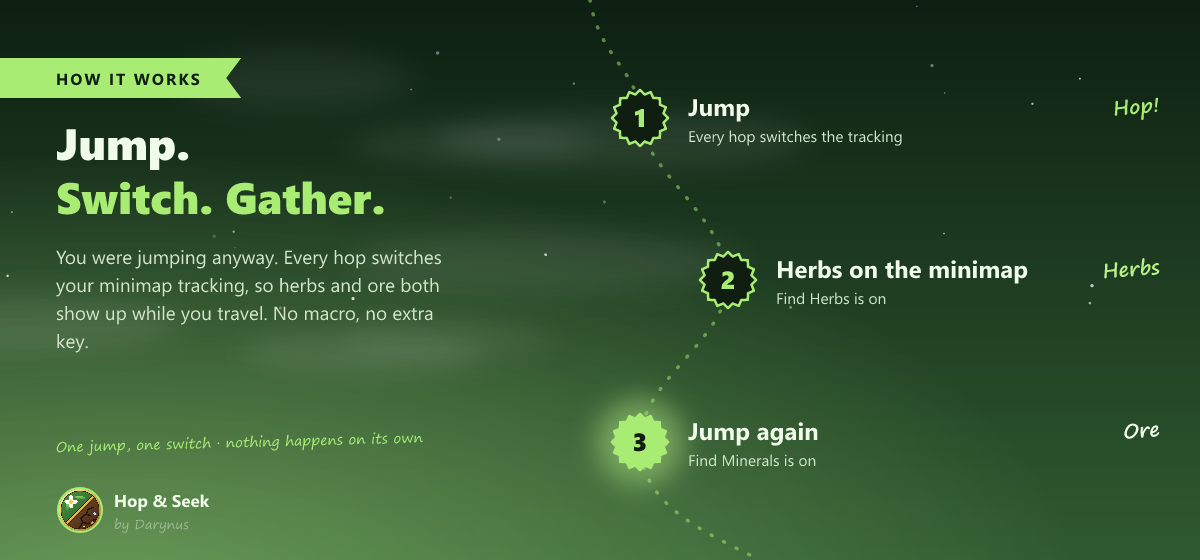 HOW IT WORKS
Jump.
Switch. Gather.
You were jumping anyway. Every hop switches
your minimap tracking, so herbs and ore both
show up while you travel. No macro, no extra
key.
One jump, one switch · nothing happens on its own
Hop & Seek
by Darynus
1
Jump
Every hop switches the tracking
Hop!
2
Herbs on the minimap
Find Herbs is on
Herbs
3
Jump again
Find Minerals is on
Ore